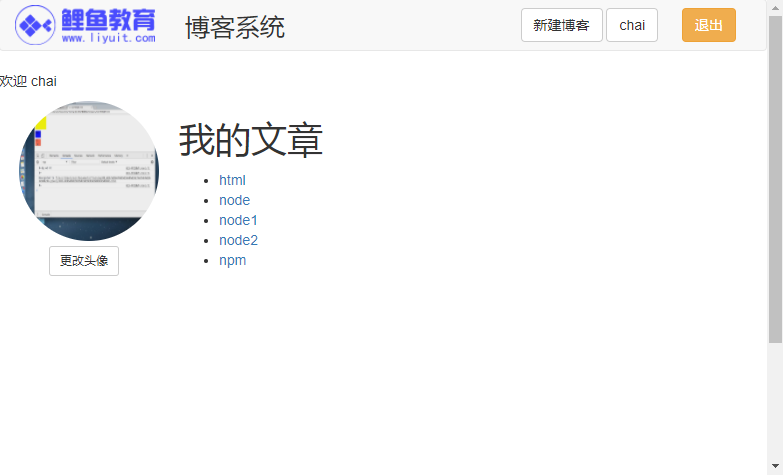 鲤鱼教育
www.liyuit.com
博客系统
新建博客
chai
退出
欢迎 chai
我的文章
html
node
node1
node2
npm
更改头像